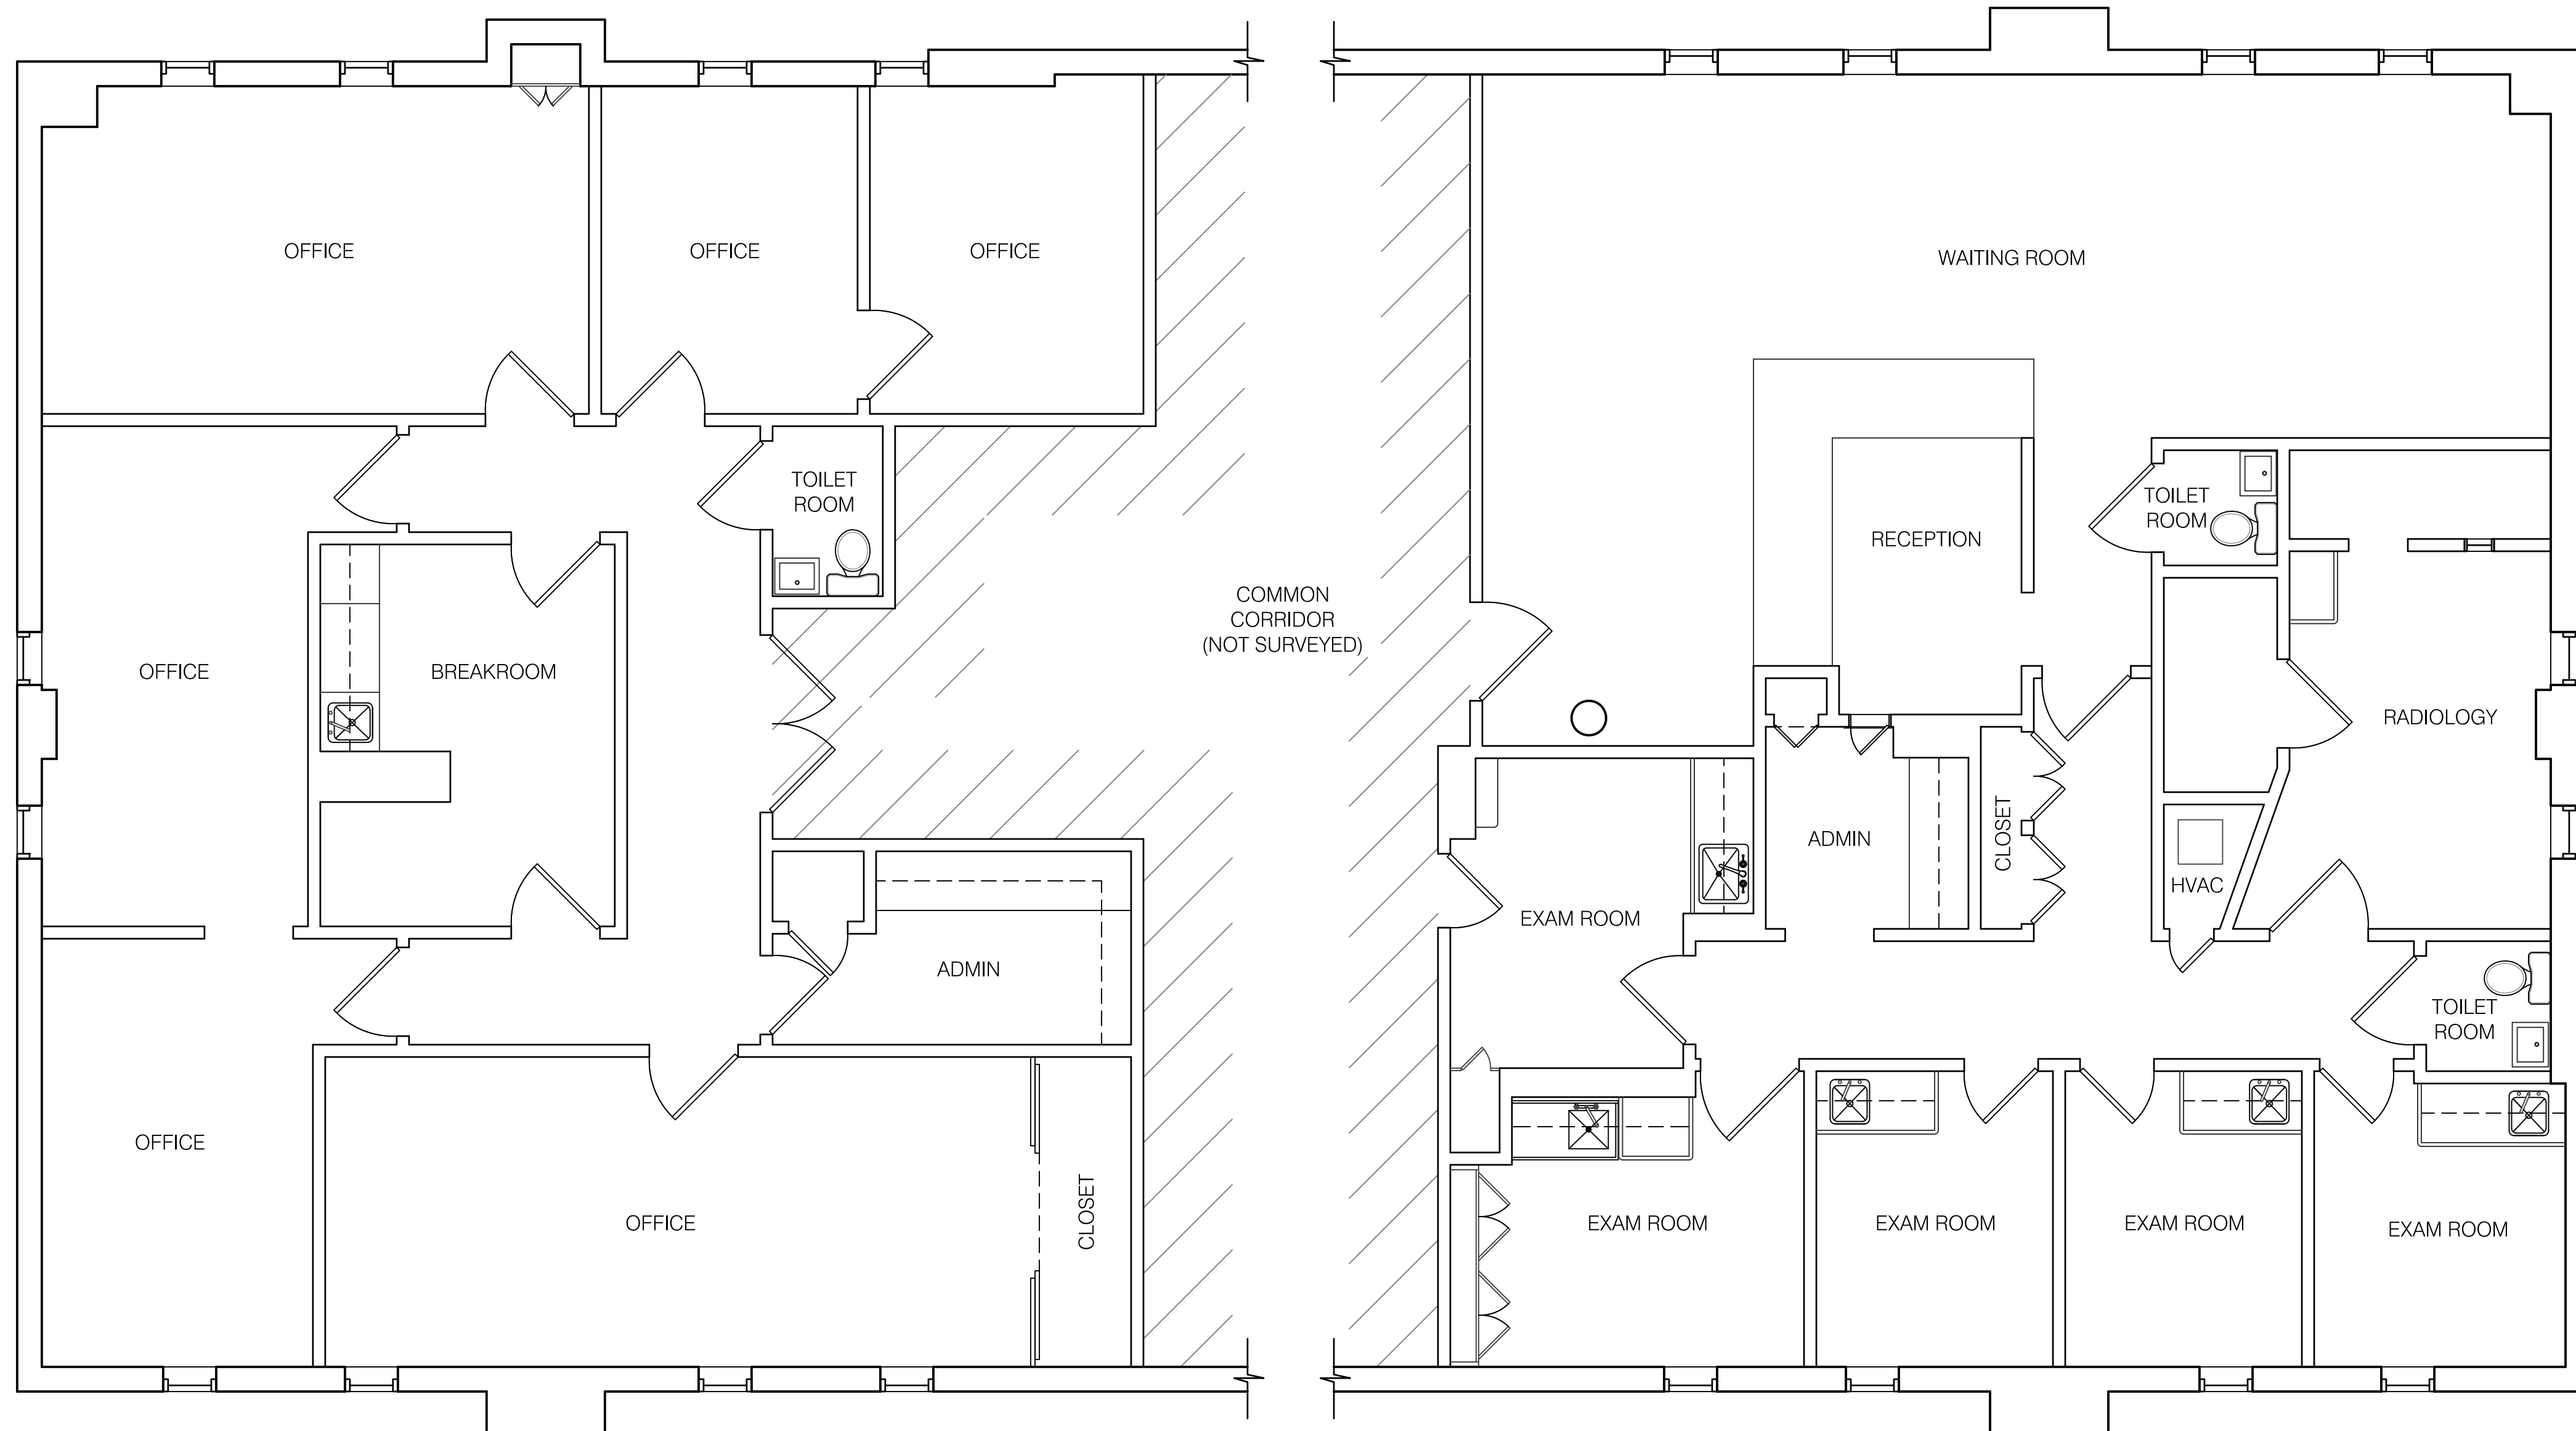 OFFICE
OFFICE
OFFICE
TOILET
ROOM
OFFICE
BREAKROOM
ADMIN
OFFICE
OFFICE
CLOSET
COMMON
CORRIDOR
(NOT SURVEYED)
WAITING ROOM
RECEPTION
TOILET
ROOM
RADIOLOGY
ADMIN
CLOSET
HVAC
EXAM ROOM
TOILET
ROOM
EXAM ROOM
EXAM ROOM
EXAM ROOM
EXAM ROOM